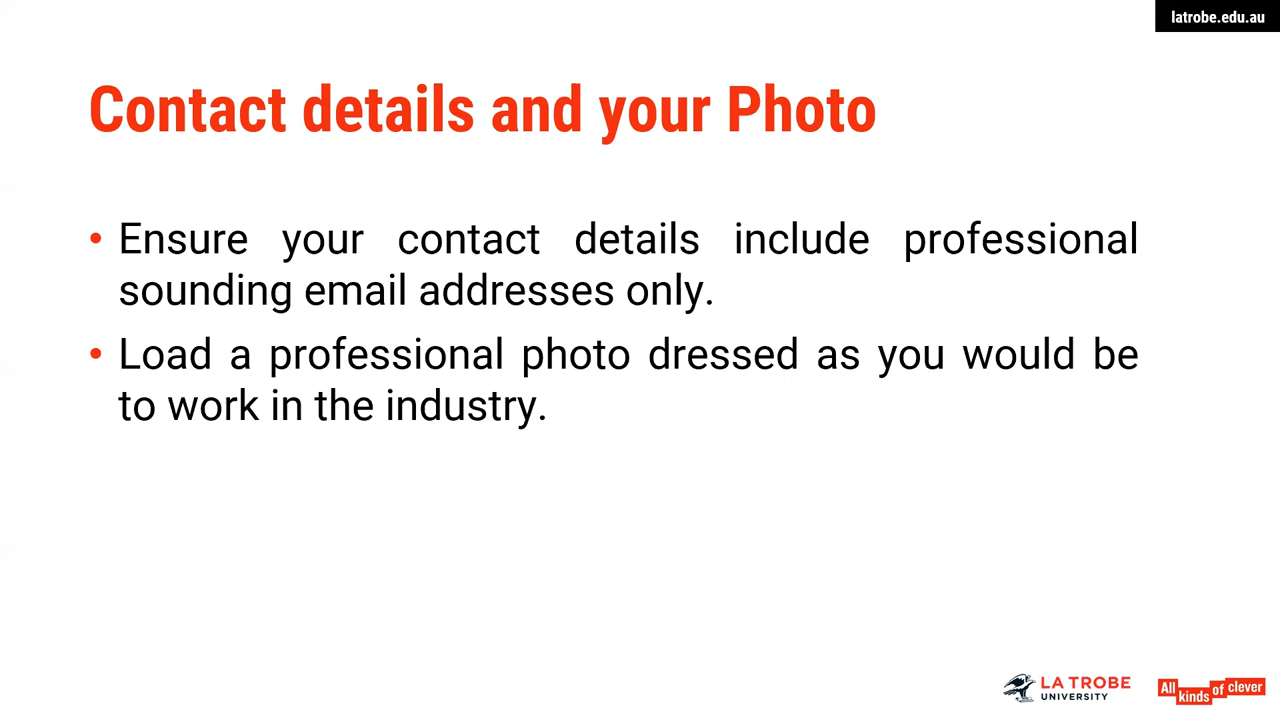 latrobe.edu.au
Contact details and your Photo
• Ensure your contact details include professional
sounding email addresses only.
• Load a professional photo dressed as you would be
to work in the industry.
LA TROBE
UNIVERSITY
All kinds of clever